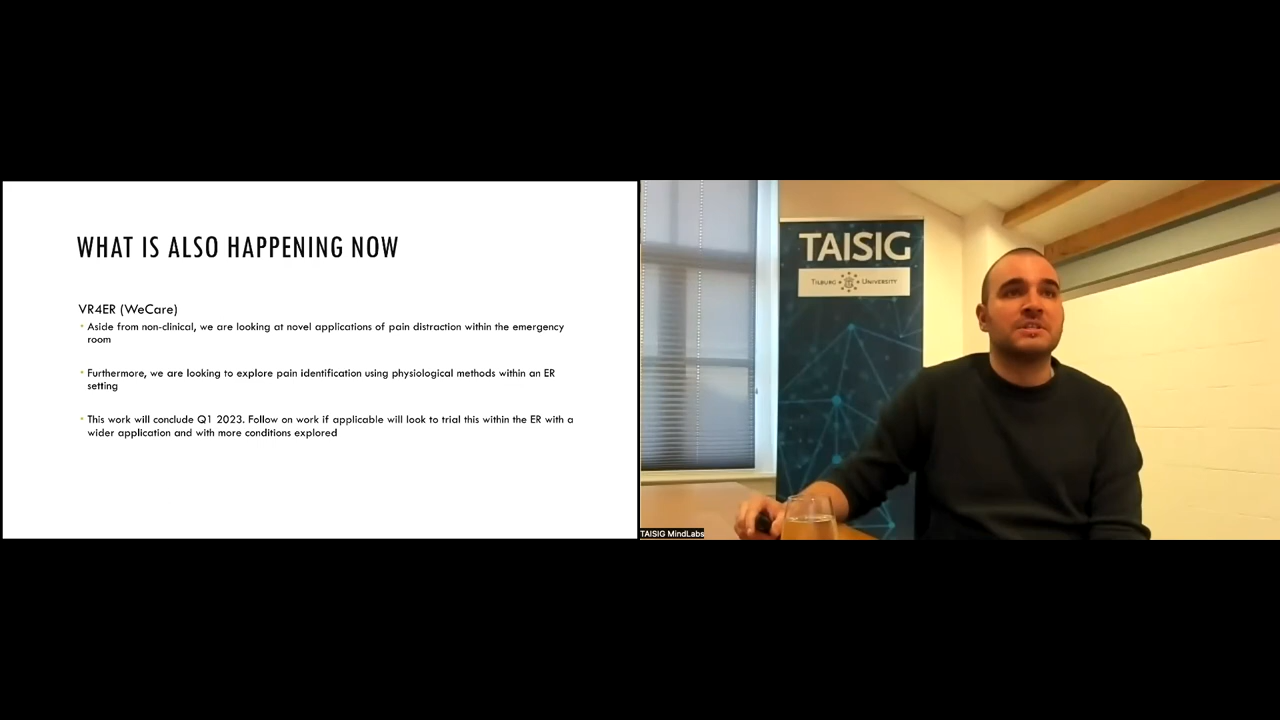 WHAT IS ALSO HAPPENING NOW
VR4ER (WeCare)
Aside from non-clinical, we are looking at novel applications of pain distraction within the emergency
room
Furthermore, we are looking to explore pain identification using physiological methods within an ER
setting
This work will conclude Q1 2023. Follow on work if applicable will look to trial this within the ER with a
wider application and with more conditions explored
TAISIG
TILBURG UNIVERSITY
TAISIG MindLabs